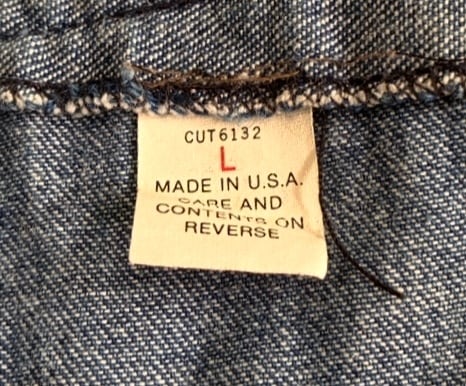 CUT6132
L
MADE IN U.S.A.
CARE AND
CONTENTS ON
REVERSE